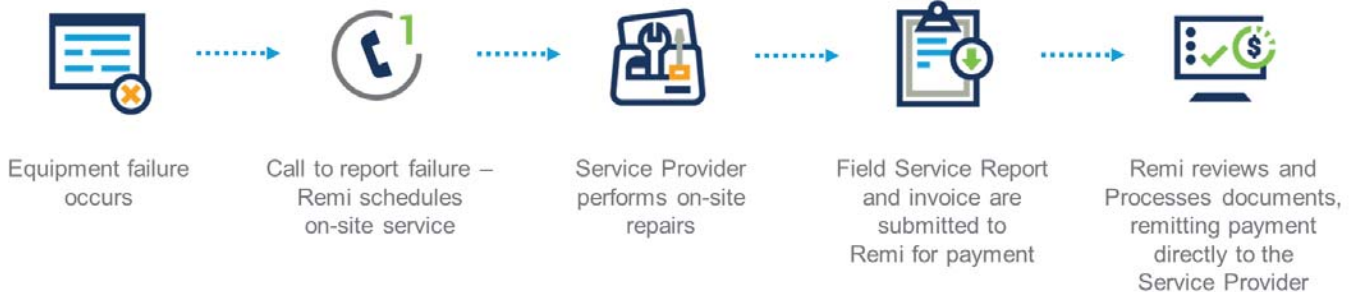 1
$
Equipment failure
occurs
Call to report failure –
Remi schedules
on-site service
Service Provider
performs on-site
repairs
Field Service Report
and invoice are
submitted to
Remi for payment
Remi reviews and
Processes documents,
remitting payment
directly to the
Service Provider